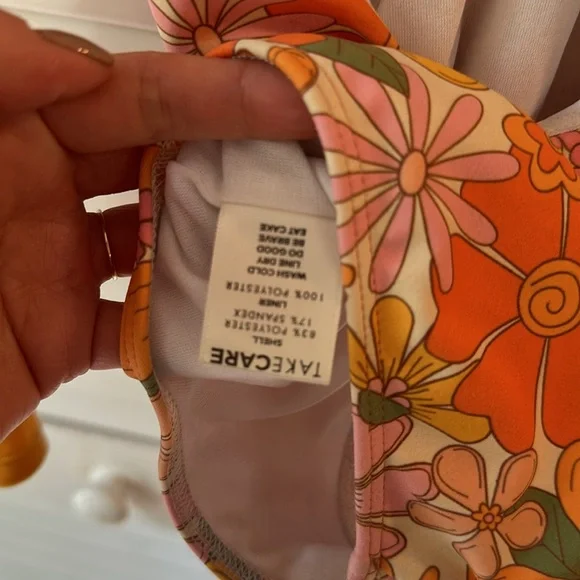 TAKECARE
SHELL
83% POLYESTER
17% SPANDEX
LINER
100% POLYESTER
WASH COLD
LINE DRY
DO GOOD
BE BRAVE
EAT CAKE